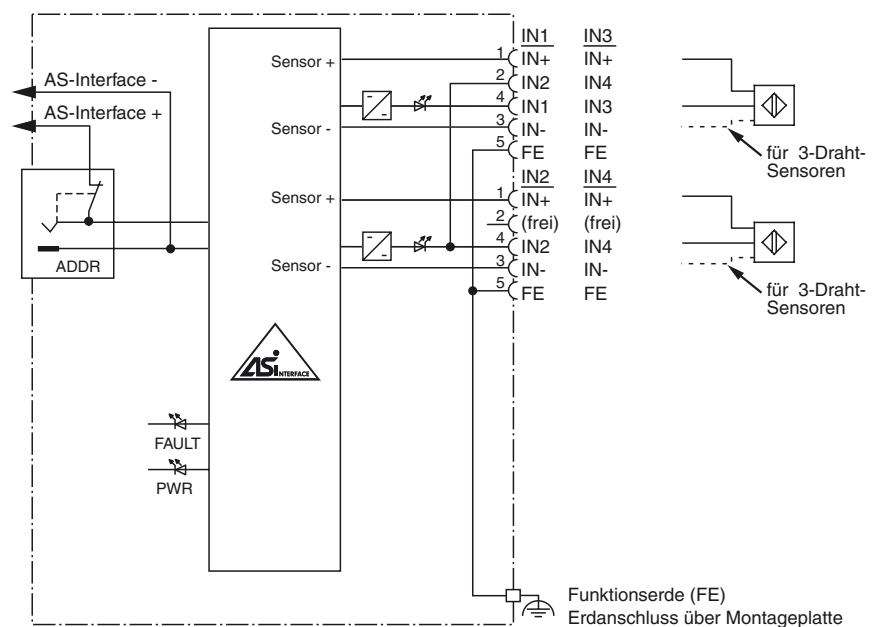 IN1 IN3
Sensor + 1 IN+ IN+
AS-Interface -
2 IN2 IN4
AS-Interface +
4 IN1 IN3
Sensor - 3 IN- IN-
5 FE FE
für 3-Draht-
Sensoren
IN2 IN4
Sensor + 1 IN+ IN+
2 (frei) (frei)
4 IN2 IN4
ADDR
Sensor - 3 IN- IN-
5 FE FE
für 3-Draht-
Sensoren
ASi INTERFACE
FAULT
PWR
Funktionserde (FE)
Erdanschluss über Montageplatte